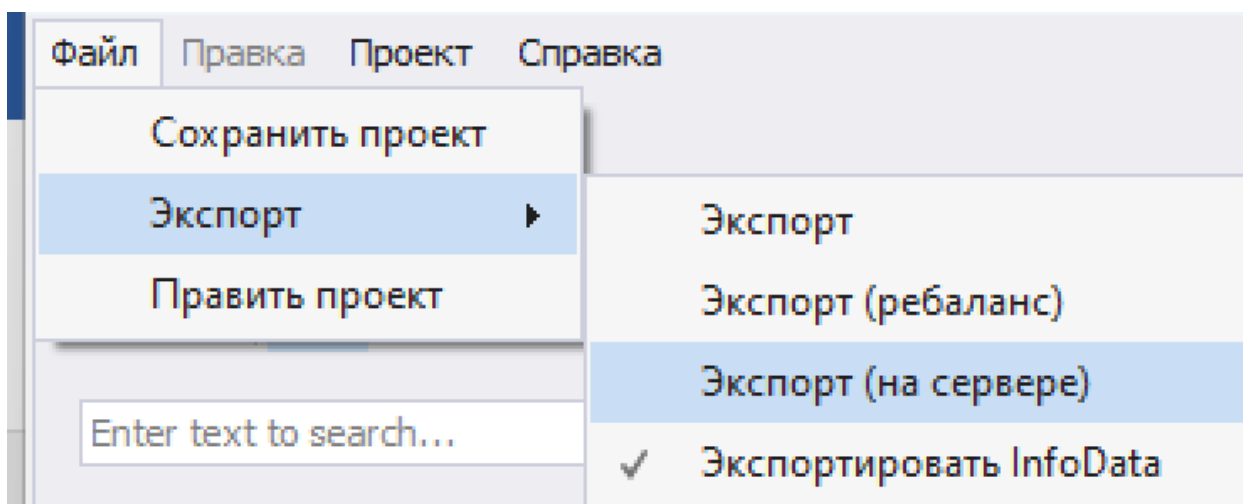 Файл Правка Проект Справка
Сохранить проект
Экспорт
Экспорт
Править проект
Экспорт (ребаланс)
Экспорт (на сервере)
Enter text to search...
Экспортировать InfoData